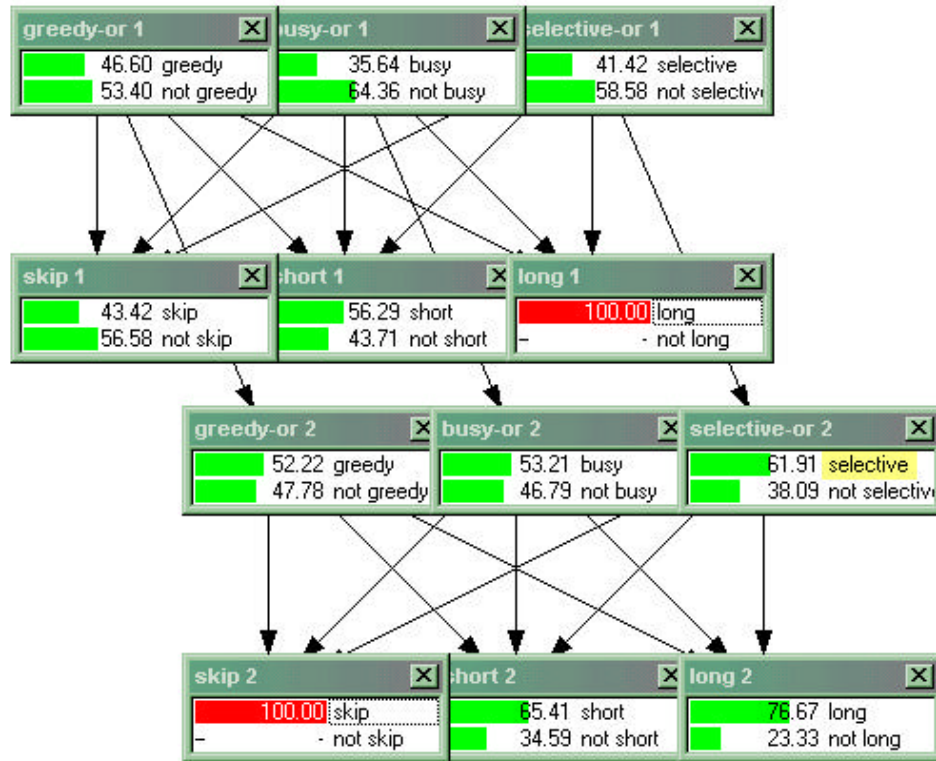 greedy-or 1
busy-or 1
selective-or 1
46.60 greedy
53.40 not greedy
35.64 busy
64.36 not busy
41.42 selective
58.58 not selective
skip 1
short 1
long 1
43.42 skip
56.58 not skip
56.29 short
43.71 not short
100.00 long
- - not long
greedy-or 2
busy-or 2
selective-or 2
52.22 greedy
47.78 not greedy
53.21 busy
46.79 not busy
61.91 selective
38.09 not selective
skip 2
short 2
long 2
100.00 skip
- - not skip
65.41 short
34.59 not short
76.67 long
23.33 not long